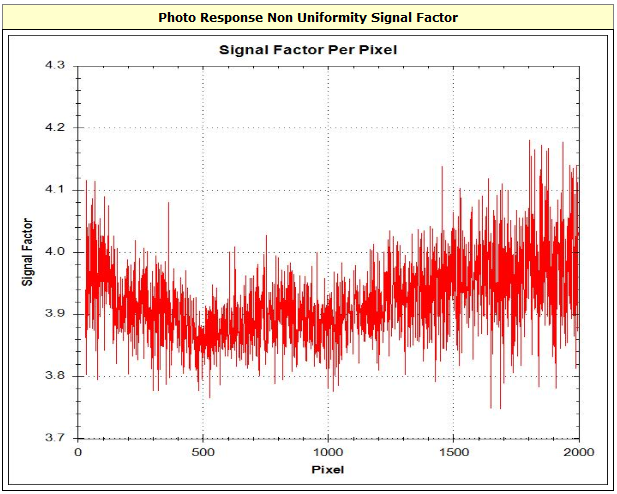 Photo Response Non Uniformity Signal Factor
Signal Factor Per Pixel
4.3
4.2
4.1
4.0
3.9
3.8
3.7
Signal Factor
0 500 1000 1500 2000
Pixel